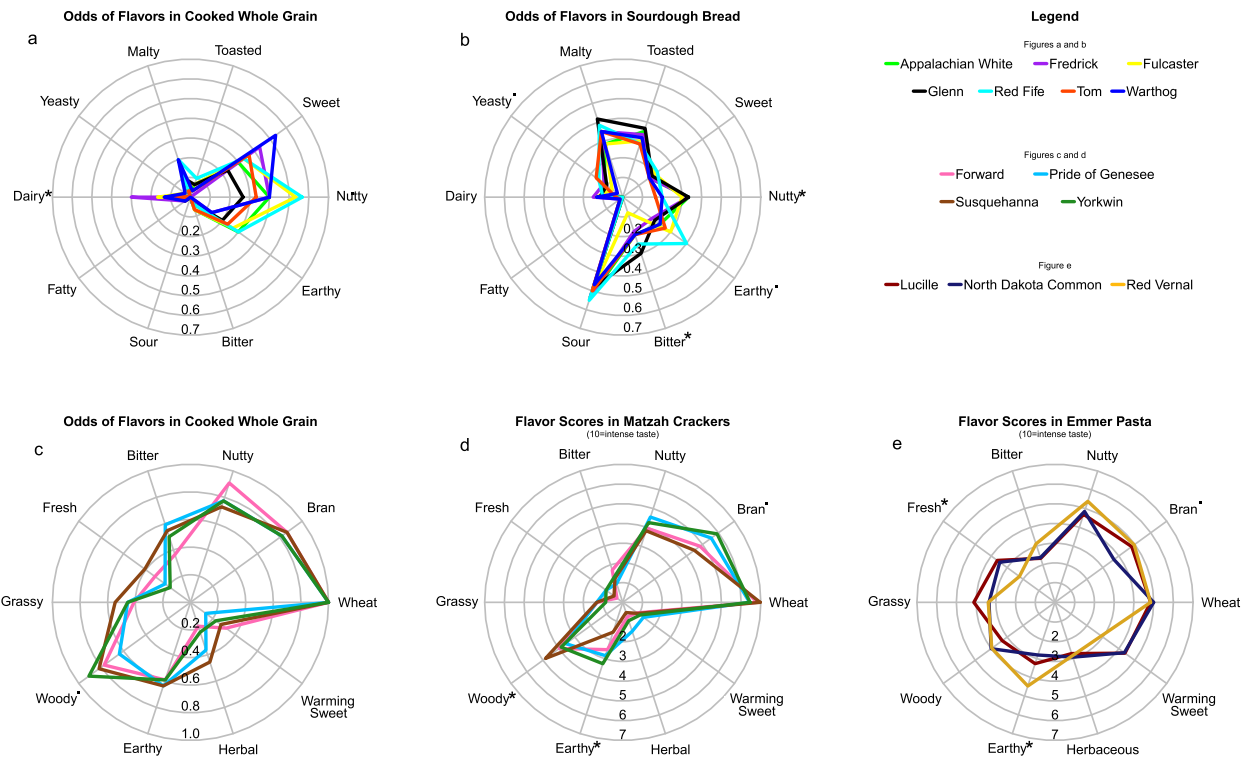 Odds of Flavors in Cooked Whole Grain
a
Malty
Toasted
Yeasty
Sweet
Dairy*
Nutty
Fatty
Earthy
Sour
Bitter
0.2
0.3
0.4
0.5
0.6
0.7
Odds of Flavors in Sourdough Bread
b
Malty
Toasted
Yeasty▪
Sweet
Dairy
Nutty*
Fatty
Earthy▪
Sour
Bitter*
0.2
0.3
0.4
0.5
0.6
0.7
Legend
Figures a and b
Appalachian White Fredrick Fulcaster
Glenn Red Fife Tom Warthog
Figures c and d
Forward Pride of Genesee
Susquehanna Yorkwin
Figure e
Lucille North Dakota Common Red Vernal
Odds of Flavors in Cooked Whole Grain
c
Bitter
Nutty
Fresh
Bran
Grassy
Wheat
Woody▪
Warming
Sweet
Earthy
Herbal
0.2
0.4
0.6
0.8
1.0
Flavor Scores in Matzah Crackers
(10=intense taste)
d
Bitter
Nutty
Fresh
Bran▪
Grassy
Wheat
Woody*
Warming
Sweet
Earthy*
Herbal
2
3
4
5
6
7
Flavor Scores in Emmer Pasta
(10=intense taste)
e
Bitter
Nutty
Fresh*
Bran▪
Grassy
Wheat
Woody
Warming
Sweet
Earthy*
Herbaceous
2
3
4
5
6
7